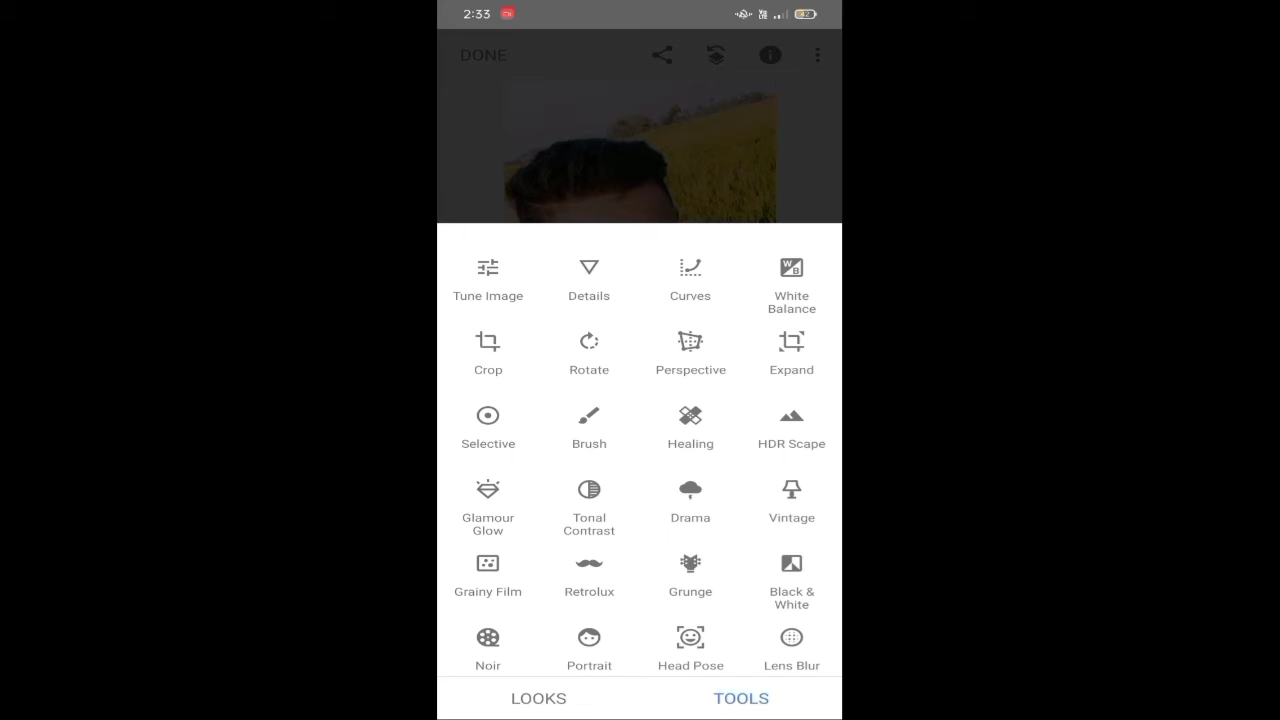 2:33
DONE
Tune Image Details Curves White Balance
Crop Rotate Perspective Expand
Selective Brush Healing HDR Scape
Glamour Glow Tonal Contrast Drama Vintage
Grainy Film Retrolux Grunge Black & White
Noir Portrait Head Pose Lens Blur
LOOKS TOOLS